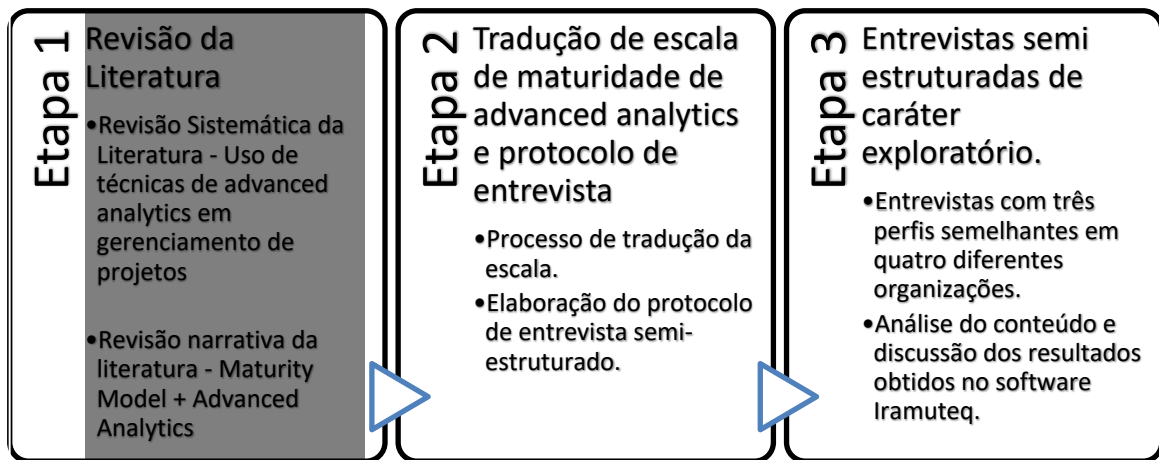 Etapa 1
Revisão da
Literatura
•Revisão Sistemática da
Literatura - Uso de
técnicas de advanced
analytics em
gerenciamento de
projetos
•Revisão narrativa da
literatura - Maturity
Model + Advanced
Analytics
Etapa 2
Tradução de escala
de maturidade de
advanced analytics
e protocolo de
entrevista
•Processo de tradução da
escala.
•Elaboração do protocolo
de entrevista semi-
estruturado.
Etapa 3
Entrevistas semi
estruturadas de
caráter
exploratório.
•Entrevistas com três
perfis semelhantes em
quatro diferentes
organizações.
•Análise do conteúdo e
discussão dos resultados
obtidos no software
Iramuteq.